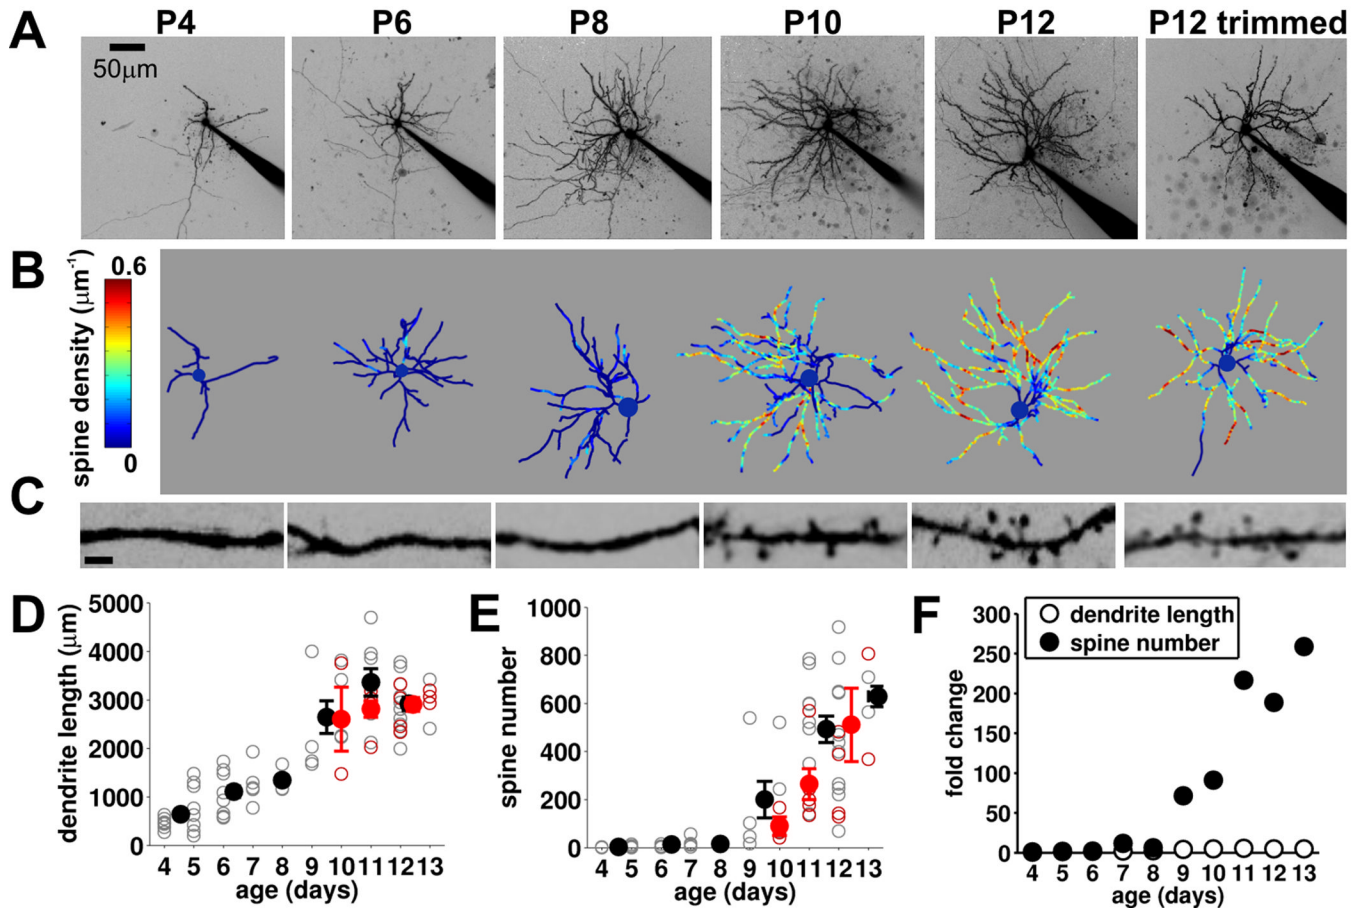 A P4 P6 P8 P10 P12 P12 trimmed
50μm
B
spine density (μm⁻¹)
0.6
0
C
D
dendrite length (μm)
5000
4000
3000
2000
1000
0
4 5 6 7 8 9 10 11 12 13
age (days)
E
spine number
1000
800
600
400
200
0
4 5 6 7 8 9 10 11 12 13
age (days)
F
dendrite length
spine number
fold change
300
250
200
150
100
50
0
4 5 6 7 8 9 10 11 12 13
age (days)